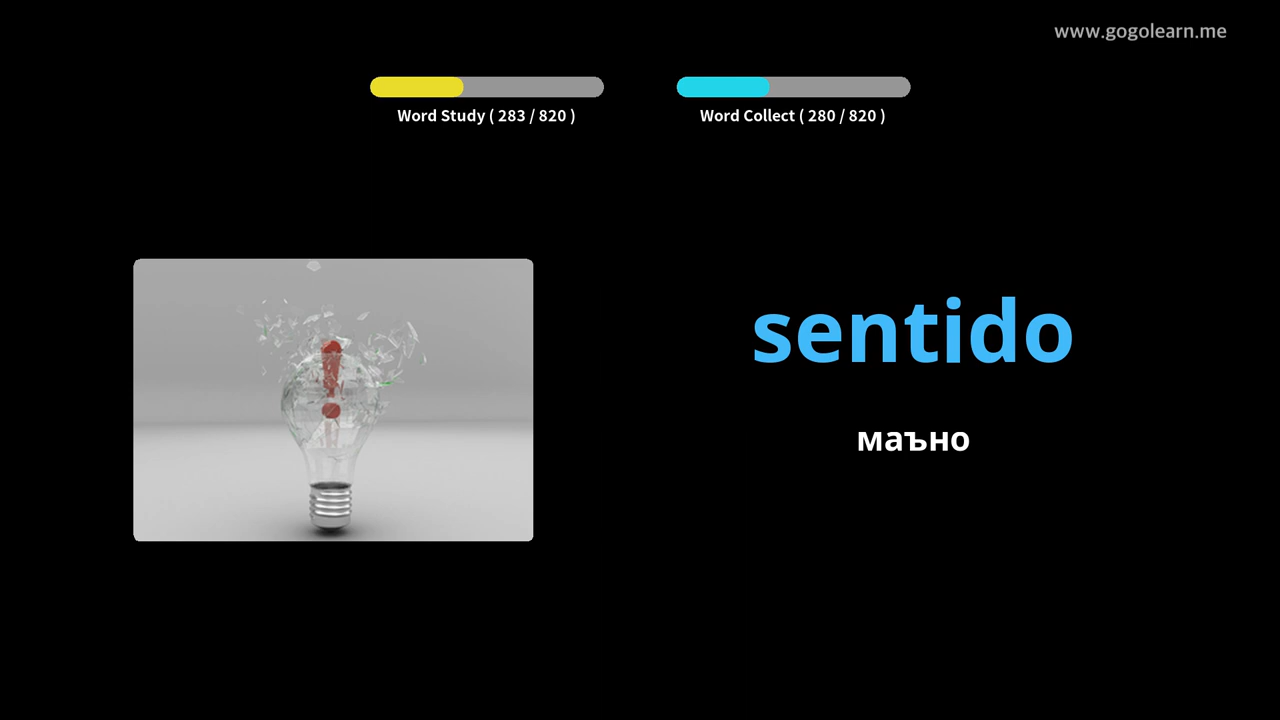 www.gogolearn.me
Word Study ( 283 / 820 )
Word Collect ( 280 / 820 )
sentido
маъно